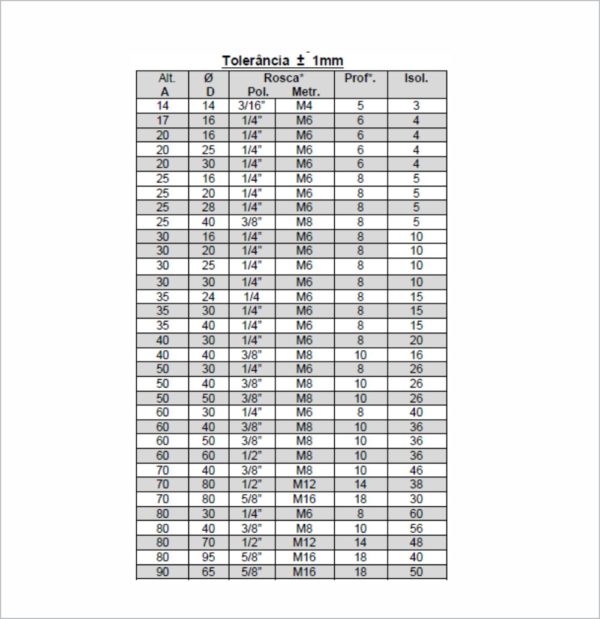 Tolerância ± 1mm
Alt. Ø Rosca* Prof*. Isol.
A D Pol. Metr.
14 14 3/16" M4 5 3
17 16 1/4" M6 6 4
20 16 1/4" M6 6 4
20 25 1/4" M6 6 4
20 30 1/4" M6 6 4
25 16 1/4" M6 8 5
25 20 1/4" M6 8 5
25 28 1/4" M6 8 5
25 40 3/8" M8 8 5
30 16 1/4" M6 8 10
30 20 1/4" M6 8 10
30 25 1/4" M6 8 10
30 30 1/4" M6 8 10
35 24 1/4 M6 8 15
35 30 1/4" M6 8 15
35 40 1/4" M6 8 15
40 30 1/4" M6 8 20
40 40 3/8" M8 10 16
50 30 1/4" M6 8 26
50 40 3/8" M8 10 26
50 50 3/8" M8 10 26
60 30 1/4" M6 8 40
60 40 3/8" M8 10 36
60 50 3/8" M8 10 36
60 60 1/2" M8 10 36
70 40 3/8" M8 10 46
70 80 1/2" M12 14 38
70 80 5/8" M16 18 30
80 30 1/4" M6 8 60
80 40 3/8" M8 10 56
80 70 1/2" M12 14 48
80 95 5/8" M16 18 40
90 65 5/8" M16 18 50